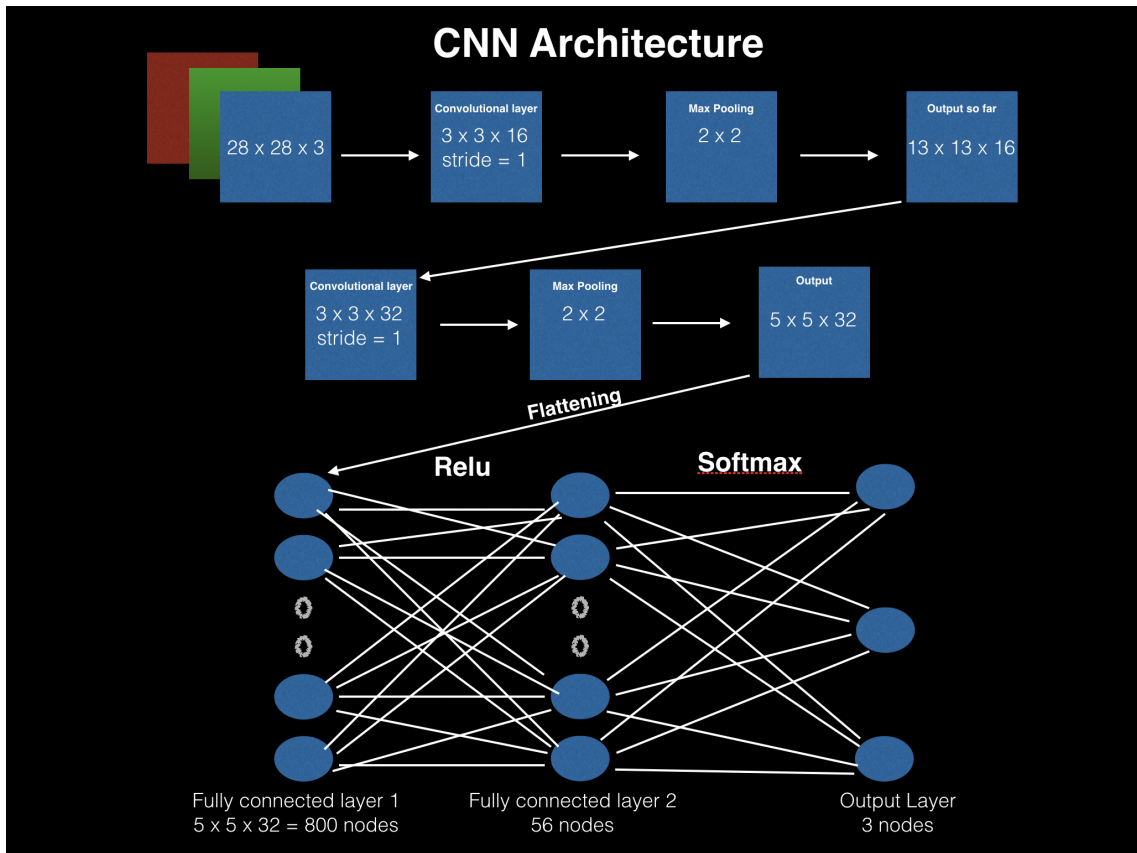 CNN Architecture
28 x 28 x 3
Convolutional layer
3 x 3 x 16
stride = 1
Max Pooling
2 x 2
Output so far
13 x 13 x 16
Convolutional layer
3 x 3 x 32
stride = 1
Max Pooling
2 x 2
Output
5 x 5 x 32
Flattening
Relu
Softmax
Fully connected layer 1
5 x 5 x 32 = 800 nodes
Fully connected layer 2
56 nodes
Output Layer
3 nodes